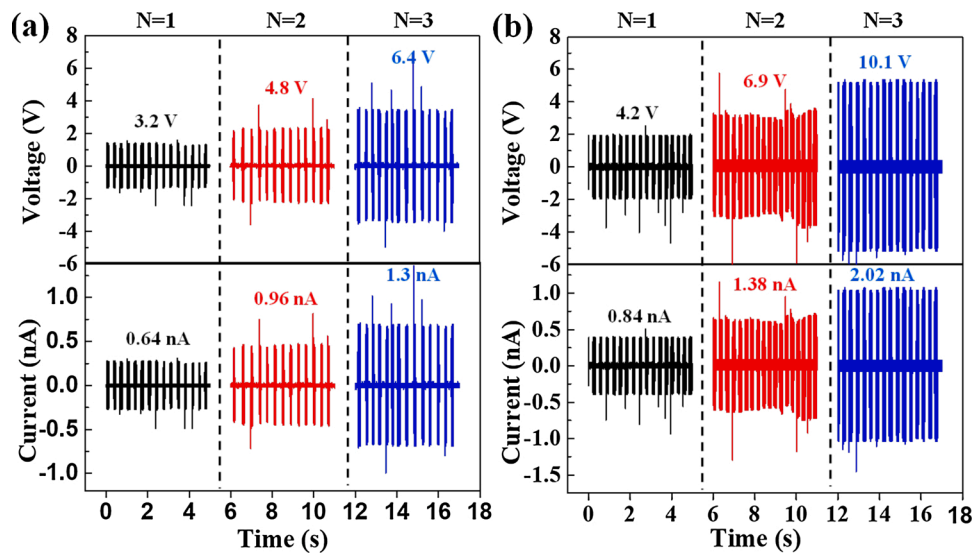 (a) N=1 N=2 N=3
Voltage (V)
8
6
4
2
0
-2
-4
-6
3.2 V
4.8 V
6.4 V
Current (nA)
1.0
0.5
0.0
-0.5
-1.0
0.64 nA
0.96 nA
1.3 nA
0 2 4 6 8 10 12 14 16 18
Time (s)
(b) N=1 N=2 N=3
Voltage (V)
8
6
4
2
0
-2
-4
-6
4.2 V
6.9 V
10.1 V
Current (nA)
1.0
0.5
0.0
-0.5
-1.0
-1.5
0.84 nA
1.38 nA
2.02 nA
0 2 4 6 8 10 12 14 16 18
Time (s)